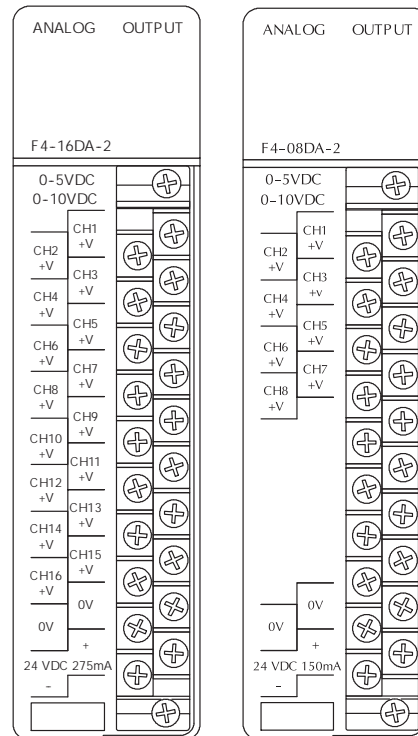 ANALOG OUTPUT
F4-16DA-2
0-5VDC
0-10VDC
CH1
+V
CH2
+V
CH3
+V
CH4
+V
CH5
+V
CH6
+V
CH7
+V
CH8
+V
CH9
+V
CH10
+V
CH11
+V
CH12
+V
CH13
+V
CH14
+V
CH15
+V
CH16
+V
0V
0V
+
24 VDC 275mA
-
ANALOG OUTPUT
F4-08DA-2
0-5VDC
0-10VDC
CH1
+V
CH2
+V
CH3
+v
CH4
+V
CH5
+V
CH6
+V
CH7
+V
CH8
+V
0V
0V
+
24 VDC 150mA
-